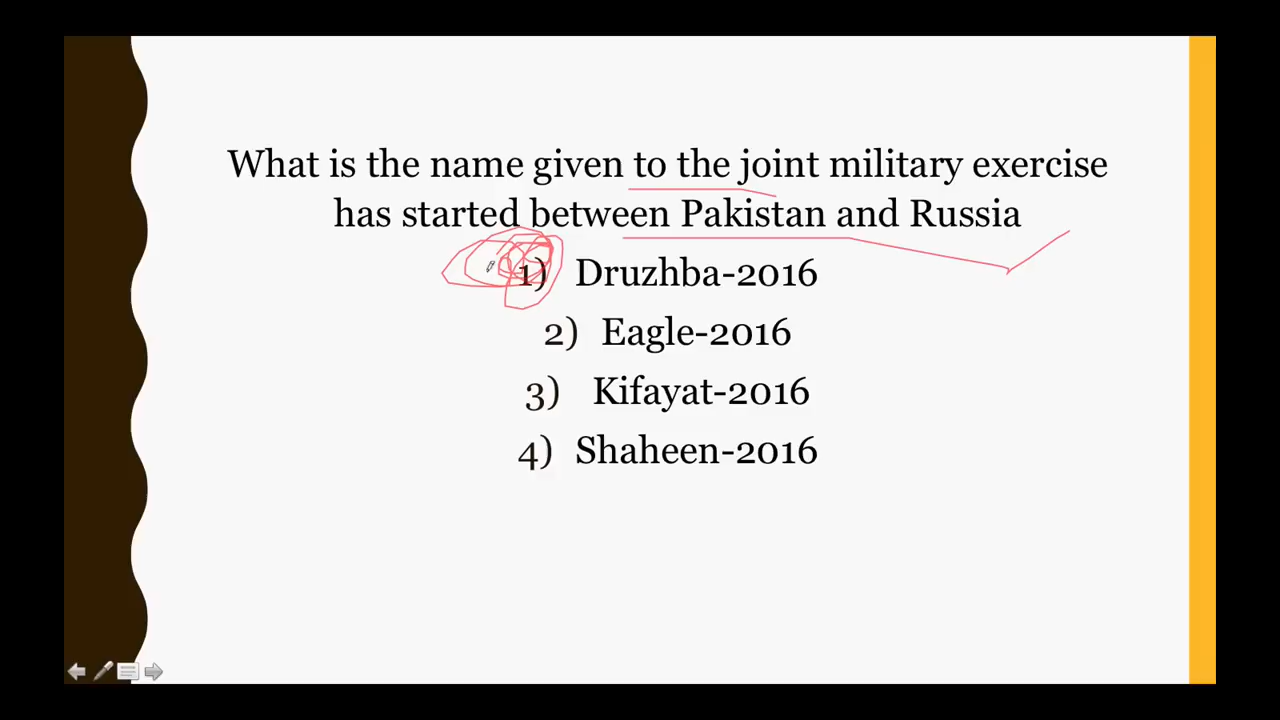 What is the name given to the joint military exercise
has started between Pakistan and Russia
1) Druzhba-2016
2) Eagle-2016
3) Kifayat-2016
4) Shaheen-2016